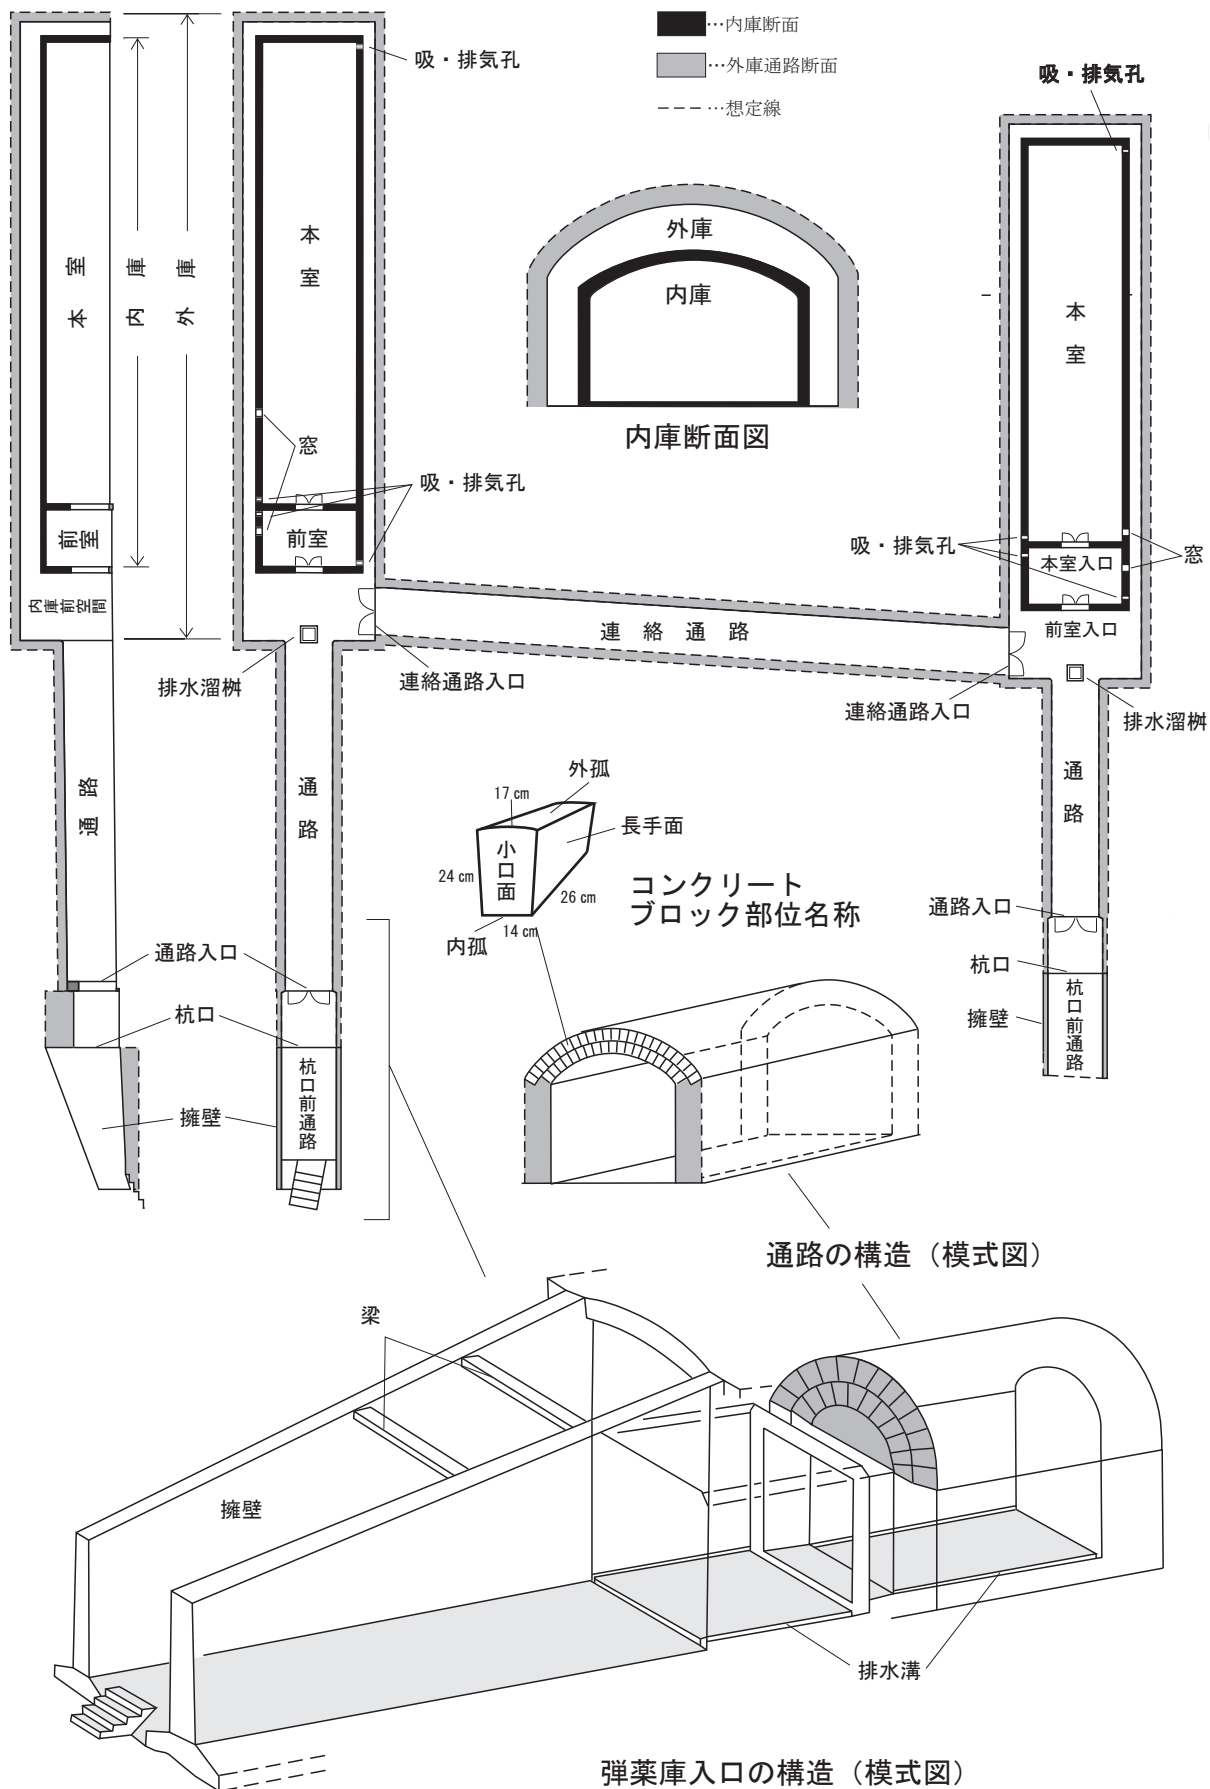 …内庫断面
…外庫通路断面
…想定線
吸・排気孔
吸・排気孔
本室
内庫
外庫
本室
外庫
内庫
内庫断面図
本室
窓
吸・排気孔
前室
前室
内庫前空間
吸・排気孔
窓
本室入口
前室入口
連絡通路
排水溜桝
連絡通路入口
連絡通路入口
排水溜桝
通路
通路
通路
外孤
17㎝
長手面
小口面
24㎝
26㎝
14㎝
内孤
コンクリート
ブロック部位名称
通路入口
杭口
擁壁
杭口前通路
通路入口
杭口
杭口前通路
擁壁
通路の構造（模式図）
梁
擁壁
排水溝
弾薬庫入口の構造（模式図）